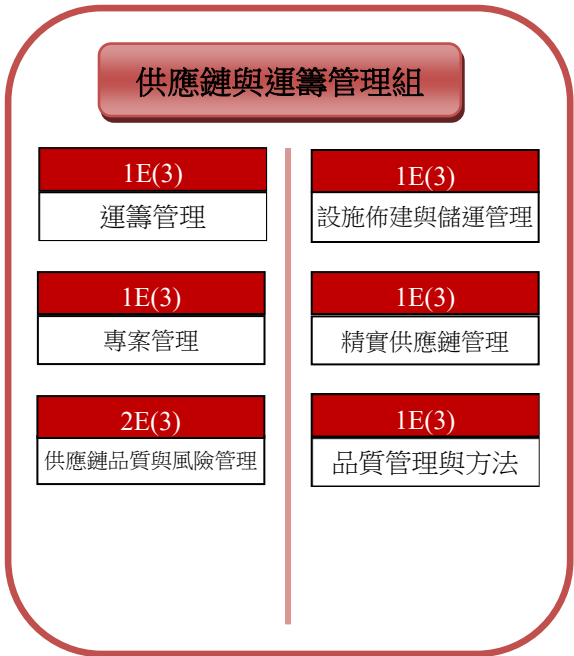 供應鏈與運籌管理組
1E(3)
運籌管理
1E(3)
專案管理
2E(3)
供應鏈品質與風險管理
1E(3)
設施佈建與儲運管理
1E(3)
精實供應鏈管理
1E(3)
品質管理與方法